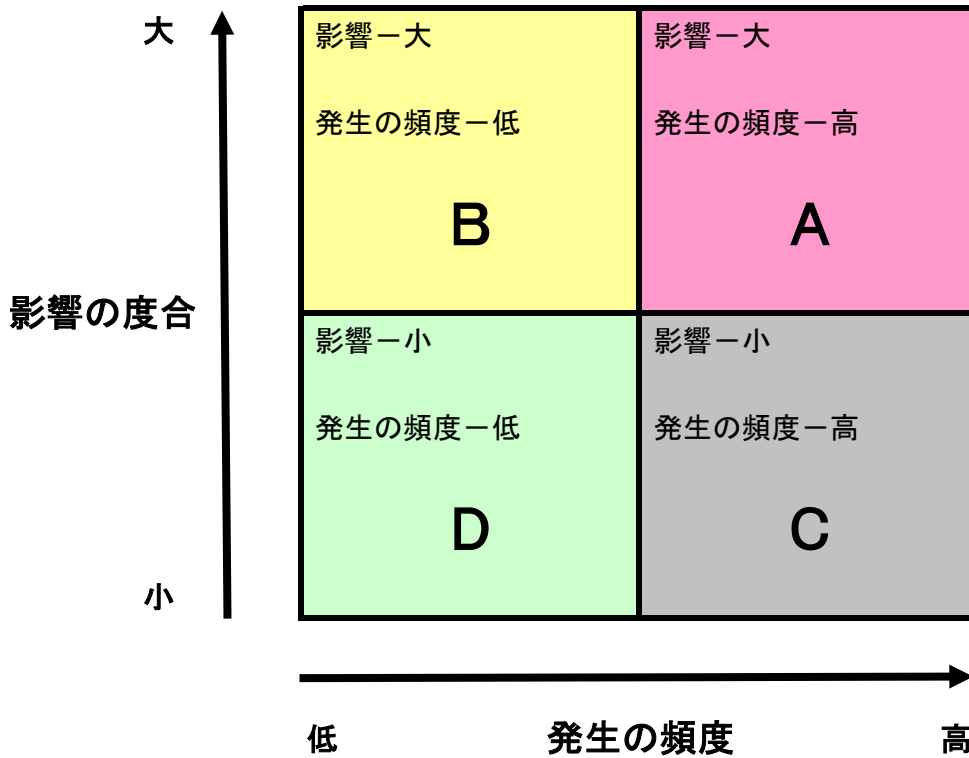 大
影響の度合
小
影響－大
発生の頻度－低
B
影響－大
発生の頻度－高
A
影響－小
発生の頻度－低
D
影響－小
発生の頻度－高
C
低
発生の頻度
高